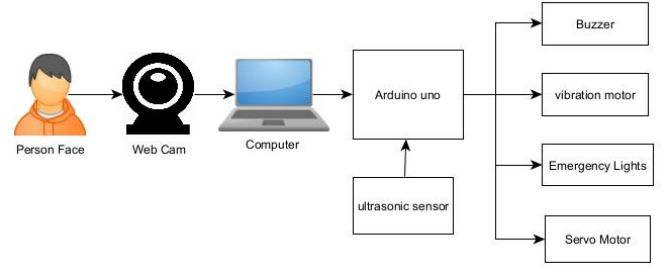 Buzzer
Arduino uno
vibration motor
Person Face
Web Cam
Computer
Emergency Lights
ultrasonic sensor
Servo Motor